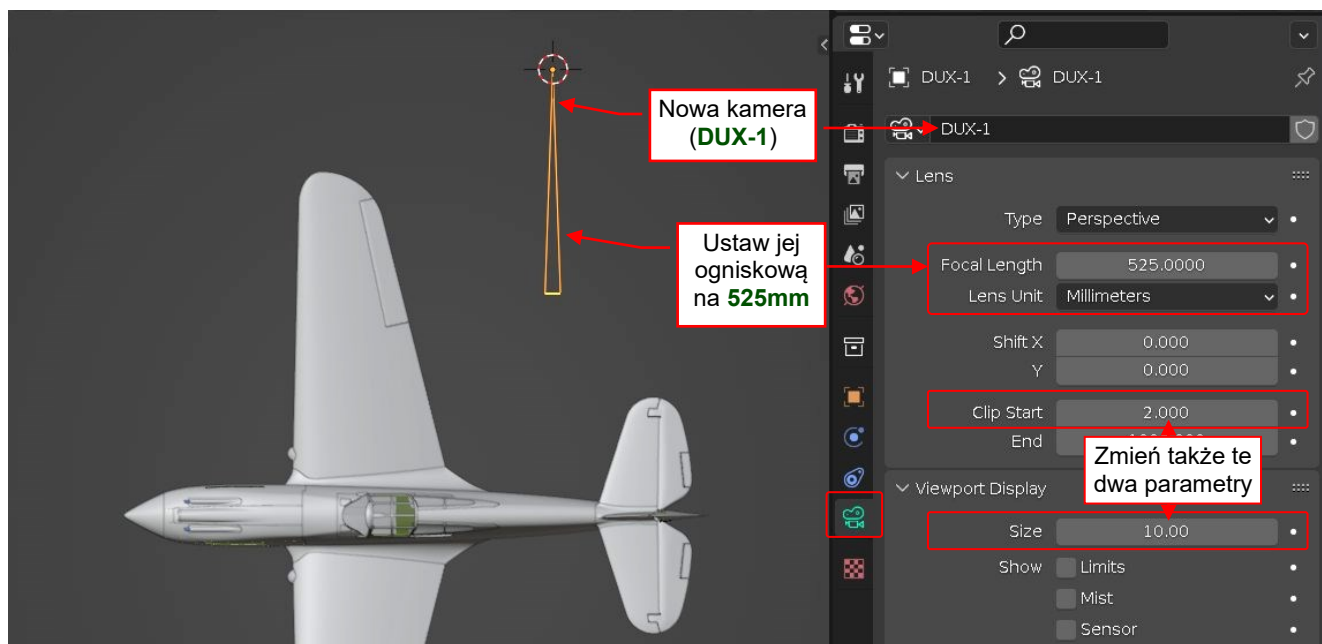 DUX-1 > DUX-1
Nowa kamera
(DUX-1)
DUX-1
Lens
Type Perspective
Ustaw jej
ogniskową
na 525mm
Focal Length 525.0000
Lens Unit Millimeters
Shift X 0.000
Y 0.000
Clip Start 2.000
End
Zmień także te
dwa parametry
Viewport Display
Size 10.00
Show Limits
Mist
Sensor